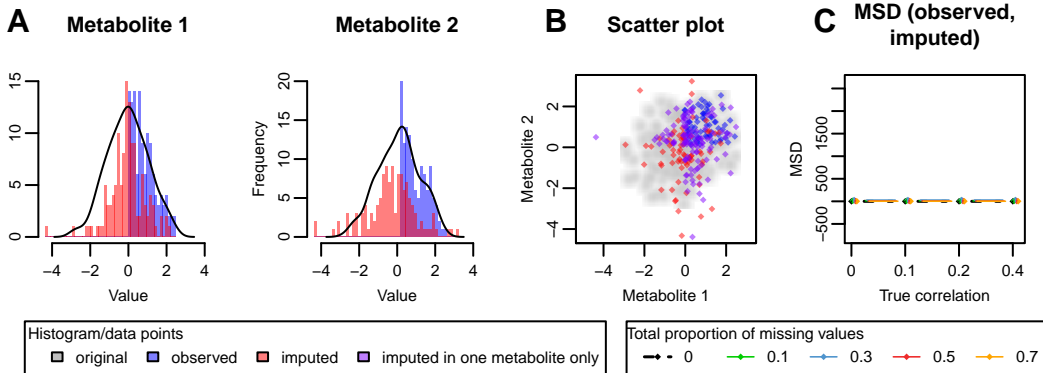 A
Metabolite 1
Metabolite 2
B
Scatter plot
C
MSD (observed,
imputed)
0 5 10 15
−4 −2 0 2 4
Value
Frequency
0 5 10 15 20
−4 −2 0 2 4
Value
Metabolite 2
−4 −2 0 2
−4 −2 0 2
Metabolite 1
MSD
−500 500 1500
0 0.1 0.2 0.4
True correlation
Histogram/data points
original observed imputed imputed in one metabolite only
Total proportion of missing values
0 0.1 0.3 0.5 0.7